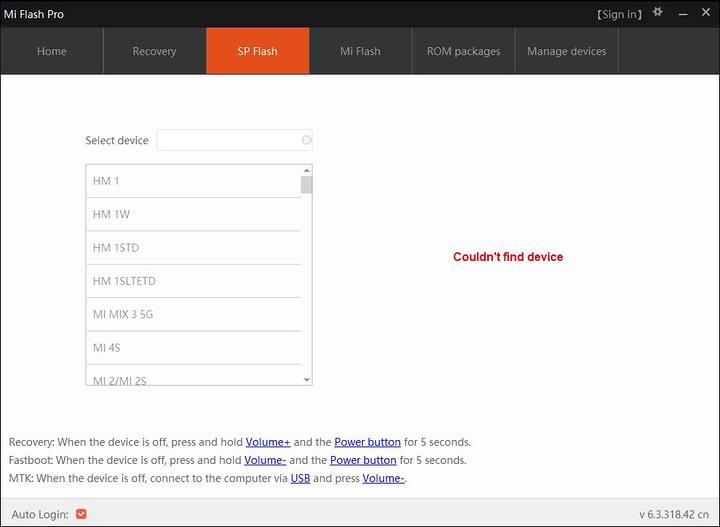 Mi Flash Pro
【Sign in】
Home
Recovery
SP Flash
Mi Flash
ROM packages
Manage devices
Select device
HM 1
HM 1W
HM 1STD
HM 1SLTETD
MI MIX 3 5G
MI 4S
MI 2/MI 2S
Couldn't find device
Recovery: When the device is off, press and hold Volume+ and the Power button for 5 seconds.
Fastboot: When the device is off, press and hold Volume- and the Power button for 5 seconds.
MTK: When the device is off, connect to the computer via USB and press Volume-.
Auto Login:
v 6.3.318.42 cn